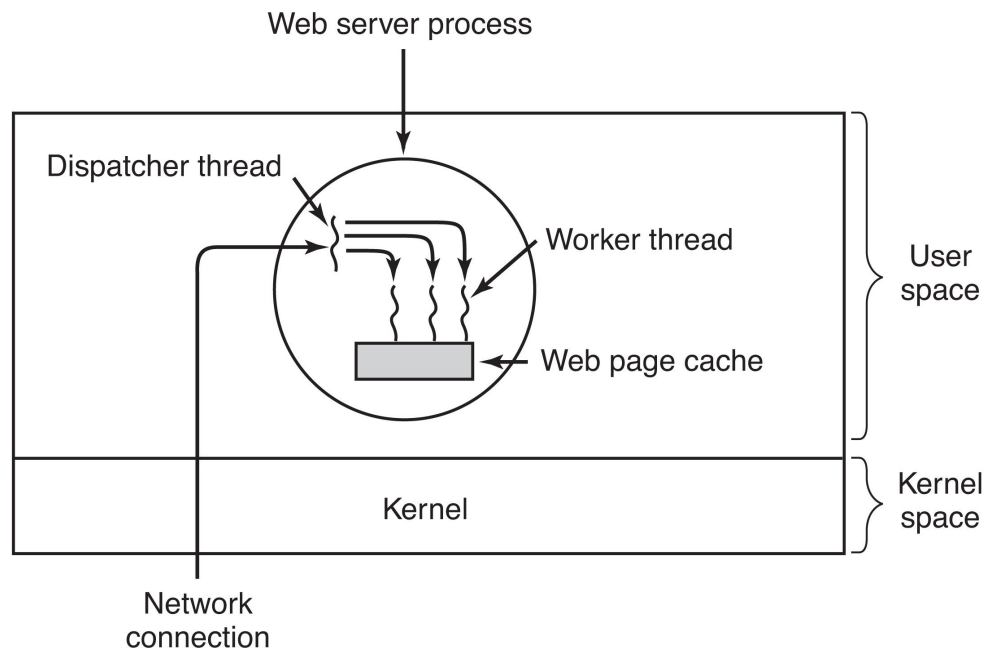 Web server process
Dispatcher thread
Worker thread
Web page cache
User
space
Kernel
Kernel
space
Network
connection